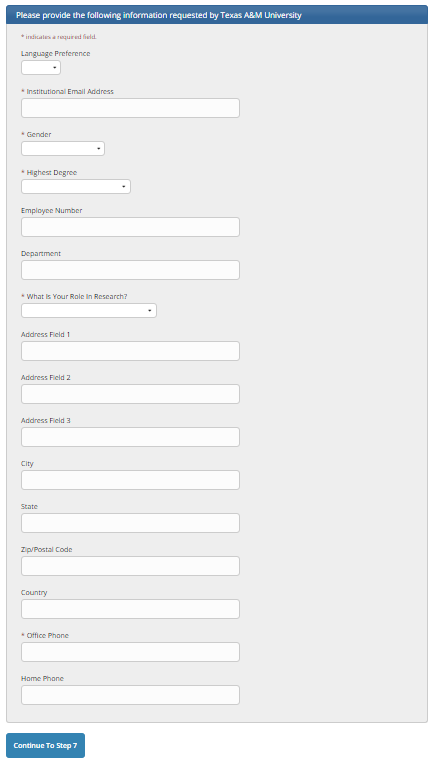 Please provide the following information requested by Texas A&M University
* indicates a required field.
Language Preference
* Institutional Email Address
* Gender
* Highest Degree
Employee Number
Department
* What Is Your Role In Research?
Address Field 1
Address Field 2
Address Field 3
City
State
Zip/Postal Code
Country
* Office Phone
Home Phone
Continue To Step 7